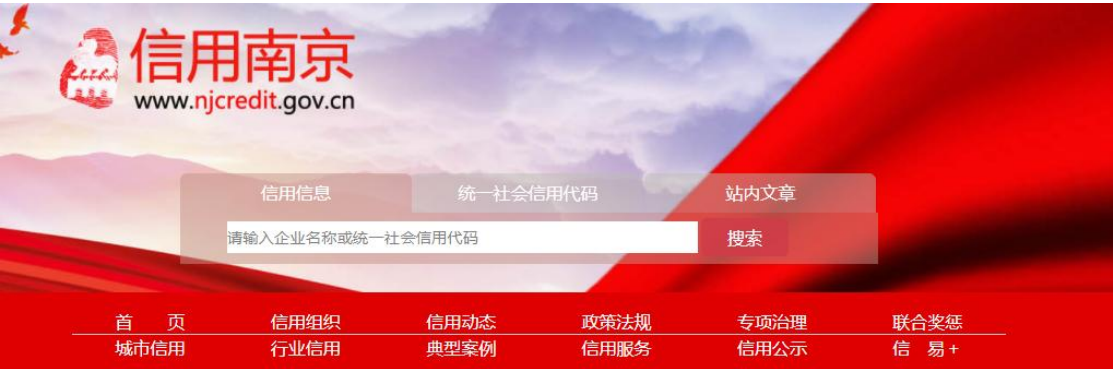 信用南京
www.njcredit.gov.cn
信用信息 统一社会信用代码 站内文章
请输入企业名称或统一社会信用代码 搜索
首 页 信用组织 信用动态 政策法规 专项治理 联合奖惩
城市信用 行业信用 典型案例 信用服务 信用公示 信 易+